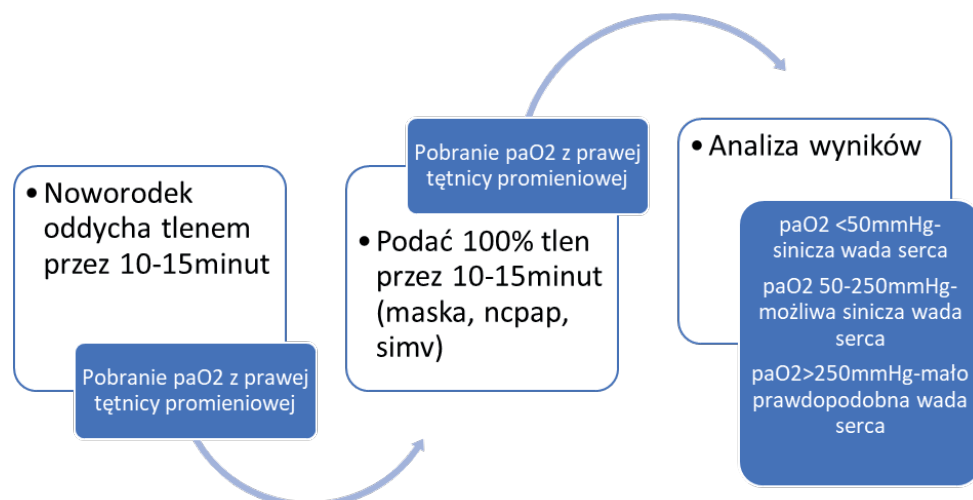 • Noworodek
oddycha tlenem
przez 10-15minut
Pobranie paO2 z prawej
tętnicy promieniowej
Pobranie paO2 z prawej
tętnicy promieniowej
• Podać 100% tlen
przez 10-15minut
(maska, ncpap,
simv)
• Analiza wyników
paO2 <50mmHg-
sinicza wada serca
paO2 50-250mmHg-
możliwa sinicza wada
serca
paO2>250mmHg-mało
prawdopodobna wada
serca